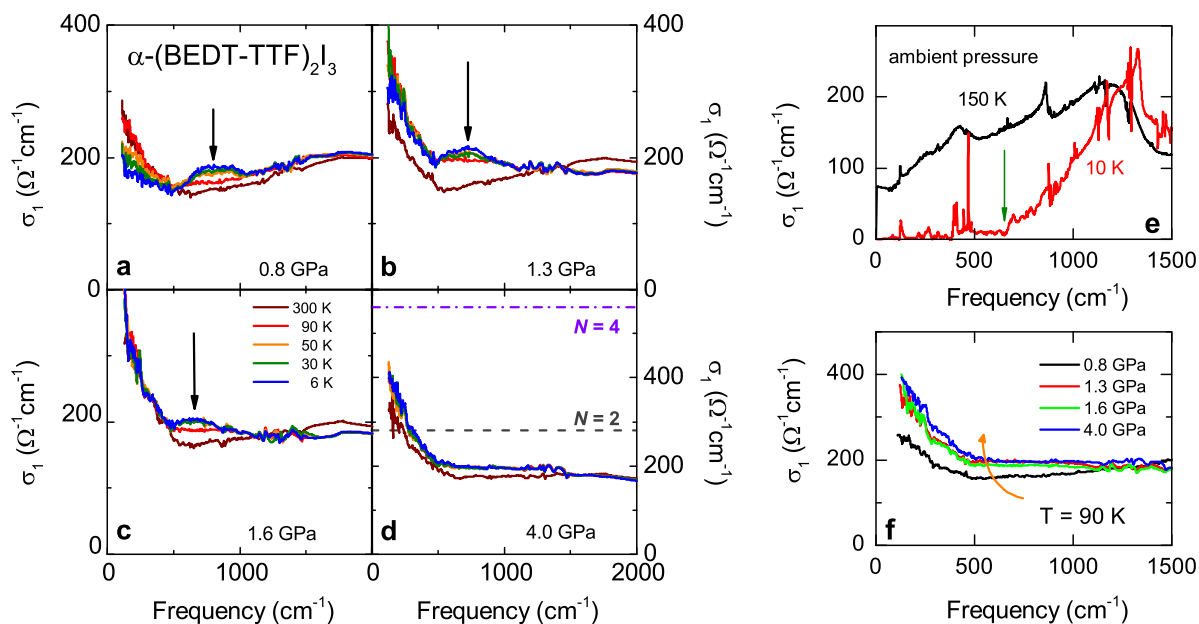 α-(BEDT-TTF)₂I₃
400
200
0
σ₁ (Ω⁻¹cm⁻¹)
a
0.8 GPa
b
1.3 GPa
400
200
0
σ₁ (Ω⁻¹cm⁻¹)
300 K
90 K
50 K
30 K
6 K
200
0
σ₁ (Ω⁻¹cm⁻¹)
c
1.6 GPa
0
1000
Frequency (cm⁻¹)
N = 4
N = 2
d
4.0 GPa
400
200
0
σ₁ (Ω⁻¹cm⁻¹)
0
1000
2000
Frequency (cm⁻¹)
ambient pressure
150 K
10 K
e
200
100
0
σ₁ (Ω⁻¹cm⁻¹)
0
500
1000
1500
Frequency (cm⁻¹)
0.8 GPa
1.3 GPa
1.6 GPa
4.0 GPa
T = 90 K
f
400
200
0
σ₁ (Ω⁻¹cm⁻¹)
0
500
1000
1500
Frequency (cm⁻¹)